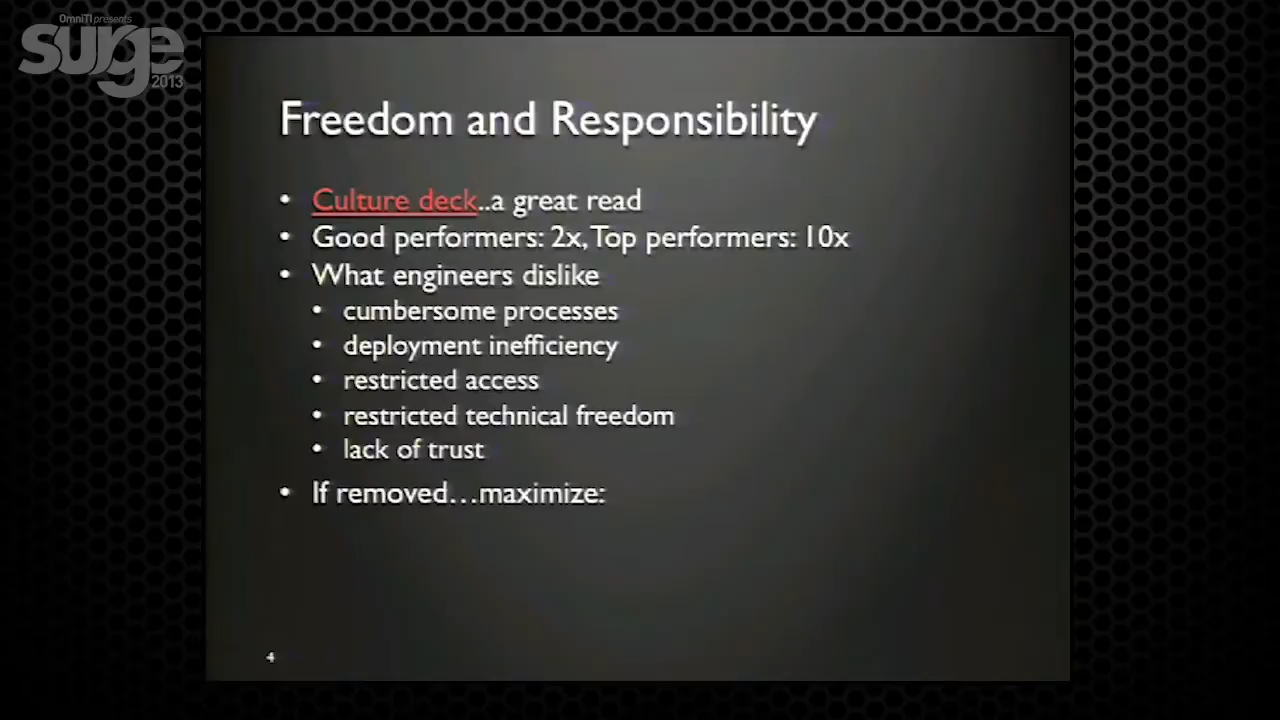 OmniTI presents
surge
2013
Freedom and Responsibility
• Culture deck..a great read
• Good performers: 2x, Top performers: 10x
• What engineers dislike
• cumbersome processes
• deployment inefficiency
• restricted access
• restricted technical freedom
• lack of trust
• If removed…maximize:
4